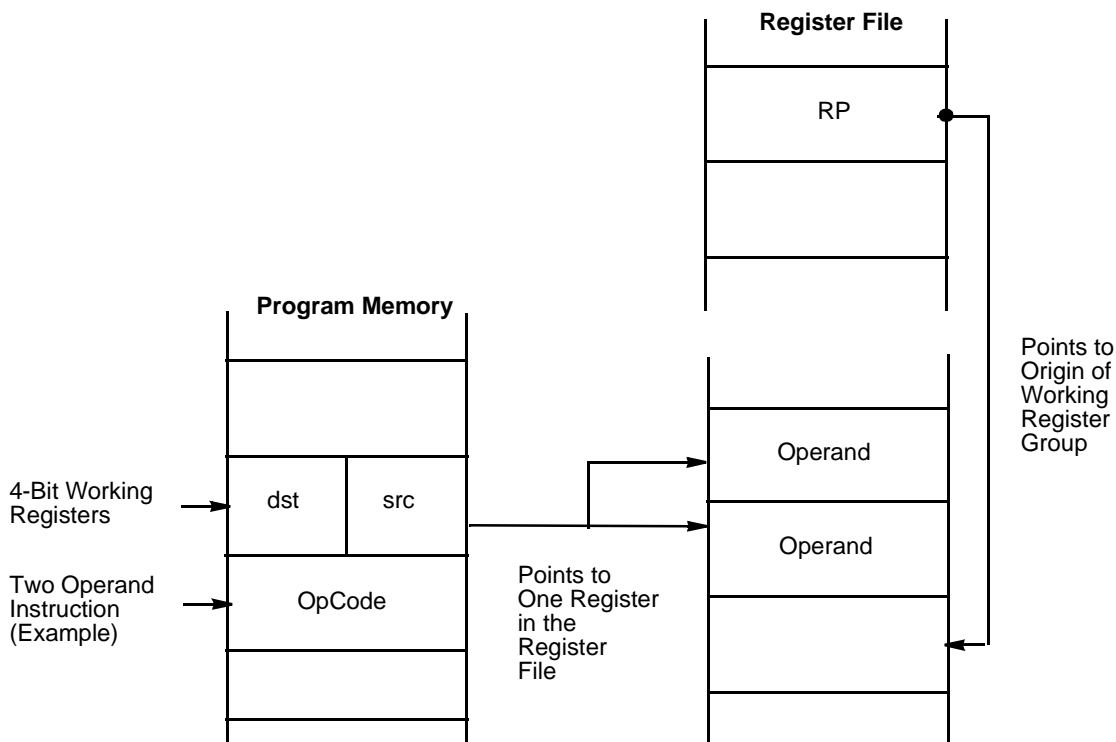 Register File
RP
Program Memory
Points to
Origin of
Working
Register
Group
Operand
4-Bit Working
Registers
dst
src
Operand
Two Operand
Instruction
(Example)
OpCode
Points to
One Register
in the
Register
File